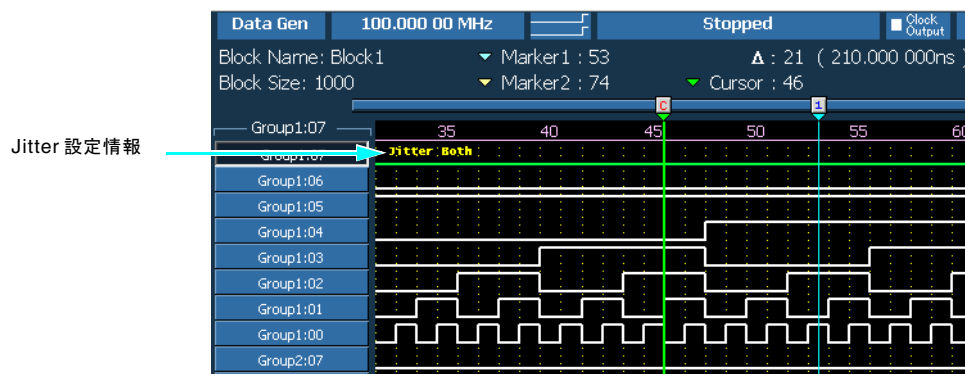 Data Gen 100.000 00 MHz Stopped Clock Output
Block Name: Block1 Marker1 : 53 Δ : 21 ( 210.000 000ns )
Block Size: 1000 Marker2 : 74 Cursor : 46
C 1
Group1:07 35 40 45 50 55 60
Jitter 設定情報
Group1:07 Jitter Both
Group1:06
Group1:05
Group1:04
Group1:03
Group1:02
Group1:01
Group1:00
Group2:07